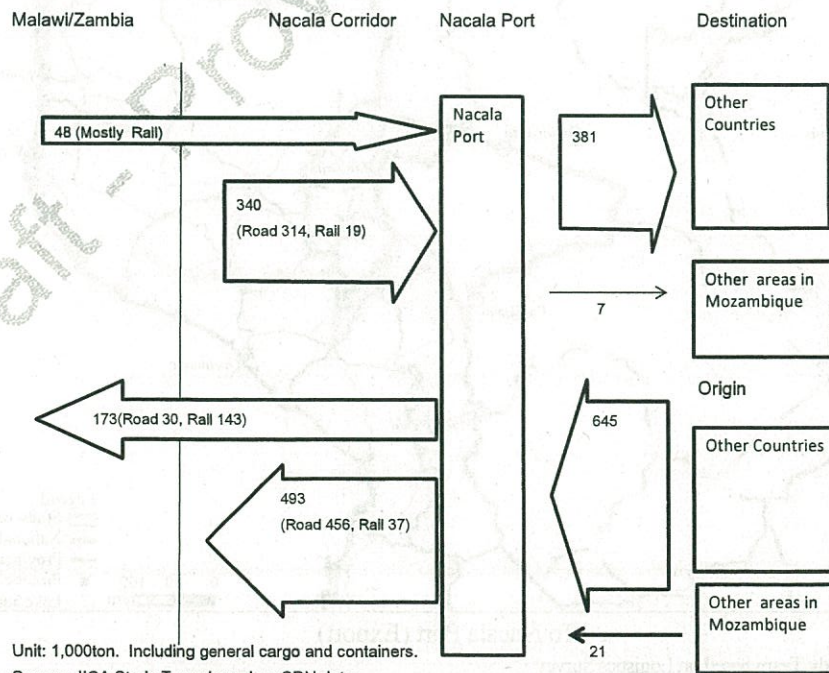 Malawi/Zambia Nacala Corridor Nacala Port Destination
48 (Mostly Rail)
Nacala
Port
381
Other
Countries
340
(Road 314, Rail 19)
7
Other areas in
Mozambique
Origin
173(Road 30, Rail 143)
645
Other Countries
493
(Road 456, Rail 37)
21
Other areas in
Mozambique
Unit: 1,000ton. Including general cargo and containers.